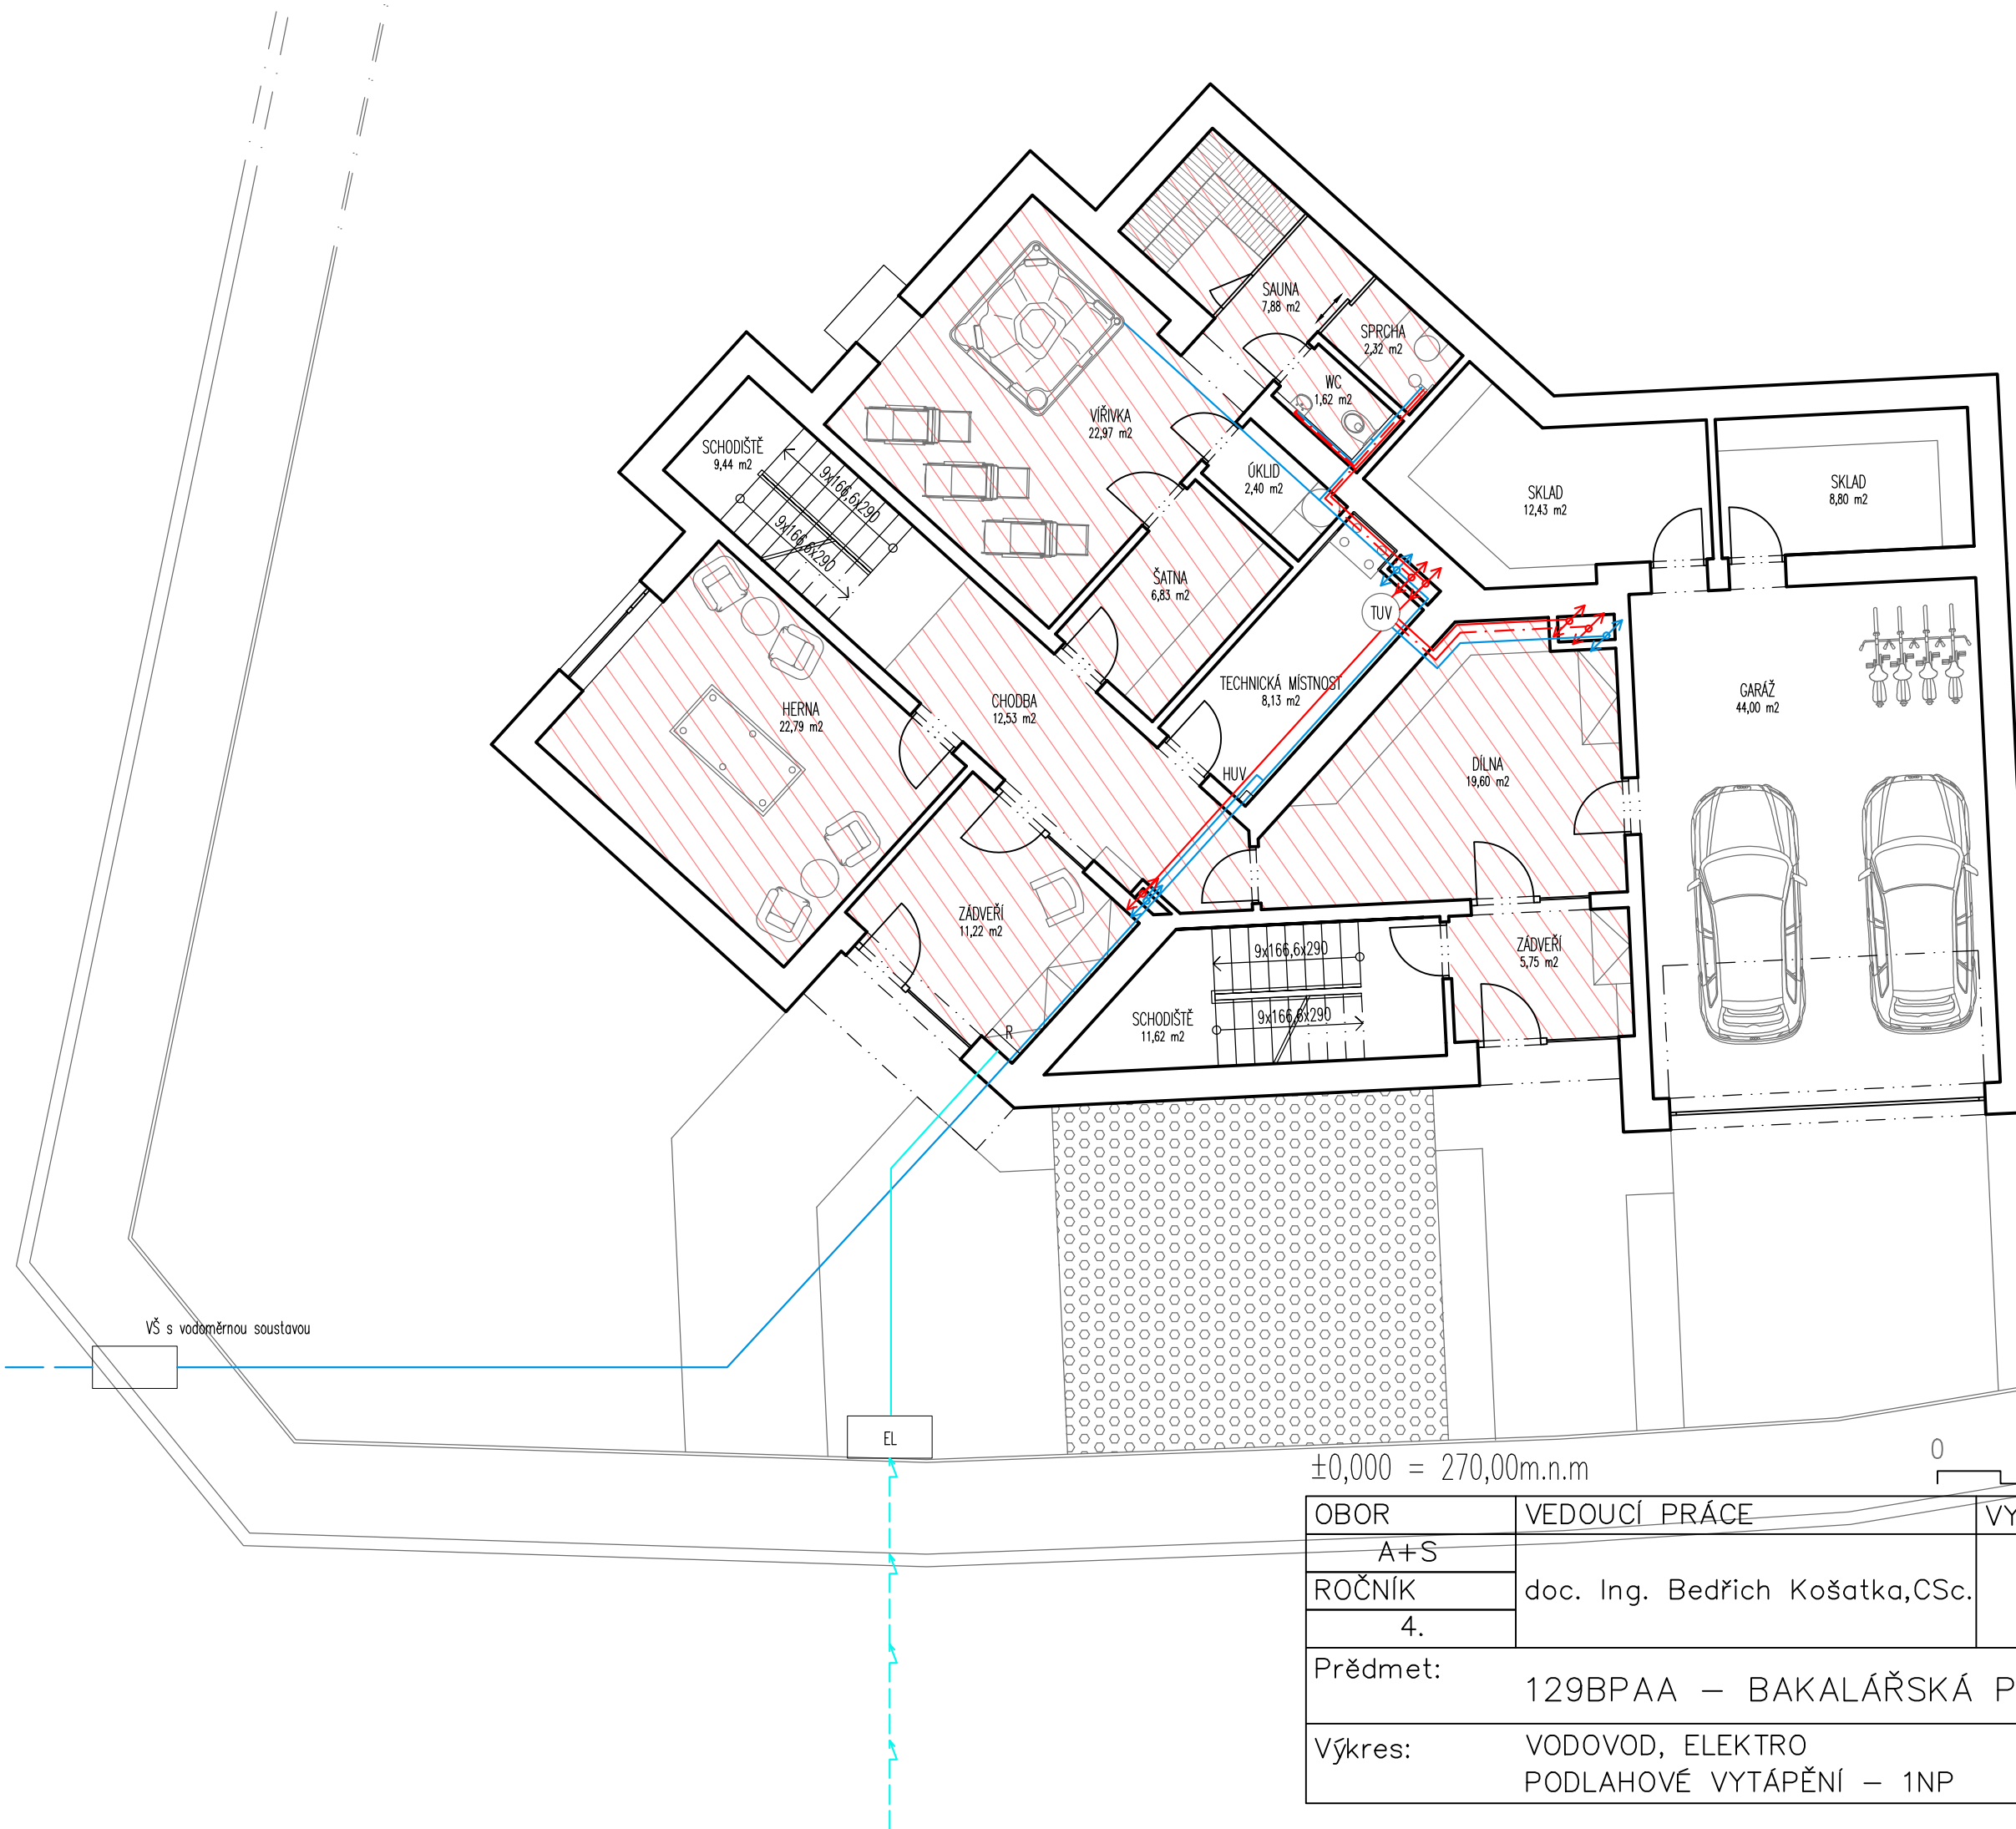 SAUNA
7,88 m2
SPRCHA
2,32 m2
WC
1,62 m2
VÍŘIVKA
22,97 m2
SCHODIŠTĚ
9,44 m2
9x166,6x290
9x166,6x290
ÚKLID
2,40 m2
SKLAD
12,43 m2
SKLAD
8,80 m2
ŠATNA
6,83 m2
TUV
TECHNICKÁ MÍSTNOST
8,13 m2
GARÁŽ
44,00 m2
HERNA
22,79 m2
CHODBA
12,53 m2
HUV
DÍLNA
19,60 m2
ZÁDVEŘÍ
11,22 m2
ZÁDVEŘÍ
5,75 m2
9x166,6x290
9x166,6x290
SCHODIŠTĚ
11,62 m2
R
VŠ s vodoměrnou soustavou
EL
±0,000 = 270,00m.n.m
0
OBOR
VEDOUCÍ PRÁCE
VY
A+S
ROČNÍK
doc. Ing. Bedřich Košatka,CSc.
4.
Prědmet:
129BPAA – BAKALÁŘSKÁ P
Výkres:
VODOVOD, ELEKTRO
PODLAHOVÉ VYTÁPĚNÍ – 1NP